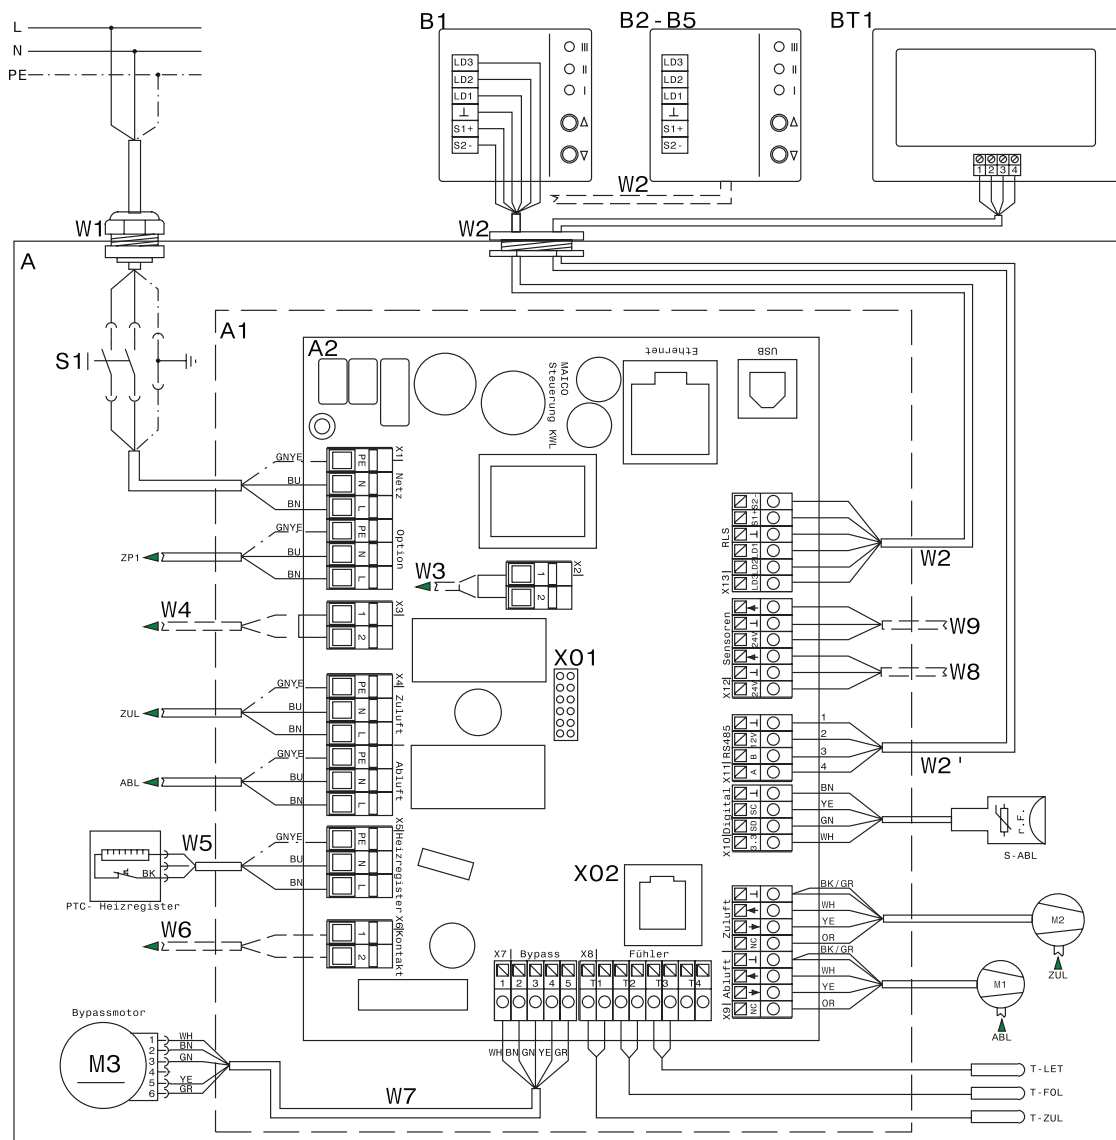 L
N
PE
B1
LD3
LD2
LD1
⊥
S1+
S2-
III
II
I
B2-B5
LD3
LD2
LD1
⊥
S1+
S2-
III
II
I
BT1
1 2 3 4
W2
W1
W2
A
A1
A2
S1
MAICO
Steuerung KWL
Ethernet
USB
X1
Netz
GNYE PE
BU N
BN L
Option
GNYE PE
BU N
BN L
ZP1
W3
X2
1
2
W4
X3
1
2
X01
X4
Zuluft
GNYE PE
BU N
BN L
ZUL
Abluft
GNYE PE
BU N
BN L
ABL
X5
Heizregister
GNYE PE
BU N
BN L
W5
BK
PTC- Heizregister
W6
X6
Kontakt
1
2
X02
X13
RLS
S2-
S1+
⊥
LD1
LD2
LD3
W2
X12
Sensoren
⊥
24V
⊥
24V
W9
W8
X11
RS485
⊥ 1
12V 2
B 3
A 4
W2'
X10
Digital
⊥ BN
SC YE
SD GN
3.3 WH
r.F.
S-ABL
Zuluft
⊥ BK/GR
WH
YE
NC OR
M2
ZUL
X9
Abluft
⊥ BK/GR
WH
YE
NC OR
M1
ABL
X7 Bypass
1 2 3 4 5
WH BN GN YE GR
X8 Fühler
T1 T2 T3 T4
Bypassmotor
M3
1 WH
2 BN
3 GN
4
5 YE
6 GR
W7
T-LET
T-FOL
T-ZUL